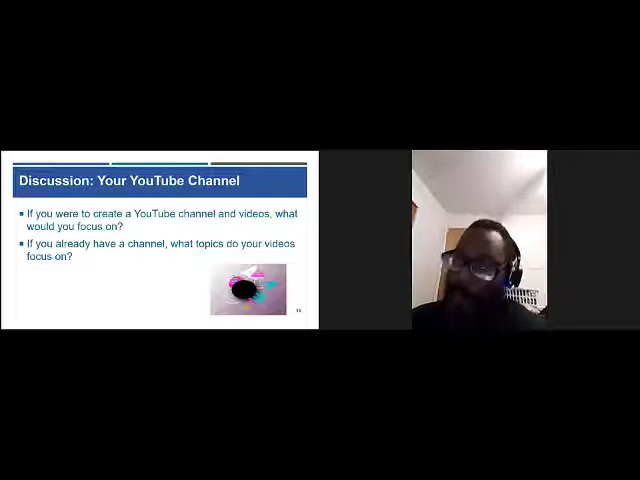 Discussion: Your YouTube Channel
If you were to create a YouTube channel and videos, what
would you focus on?
If you already have a channel, what topics do your videos
focus on?